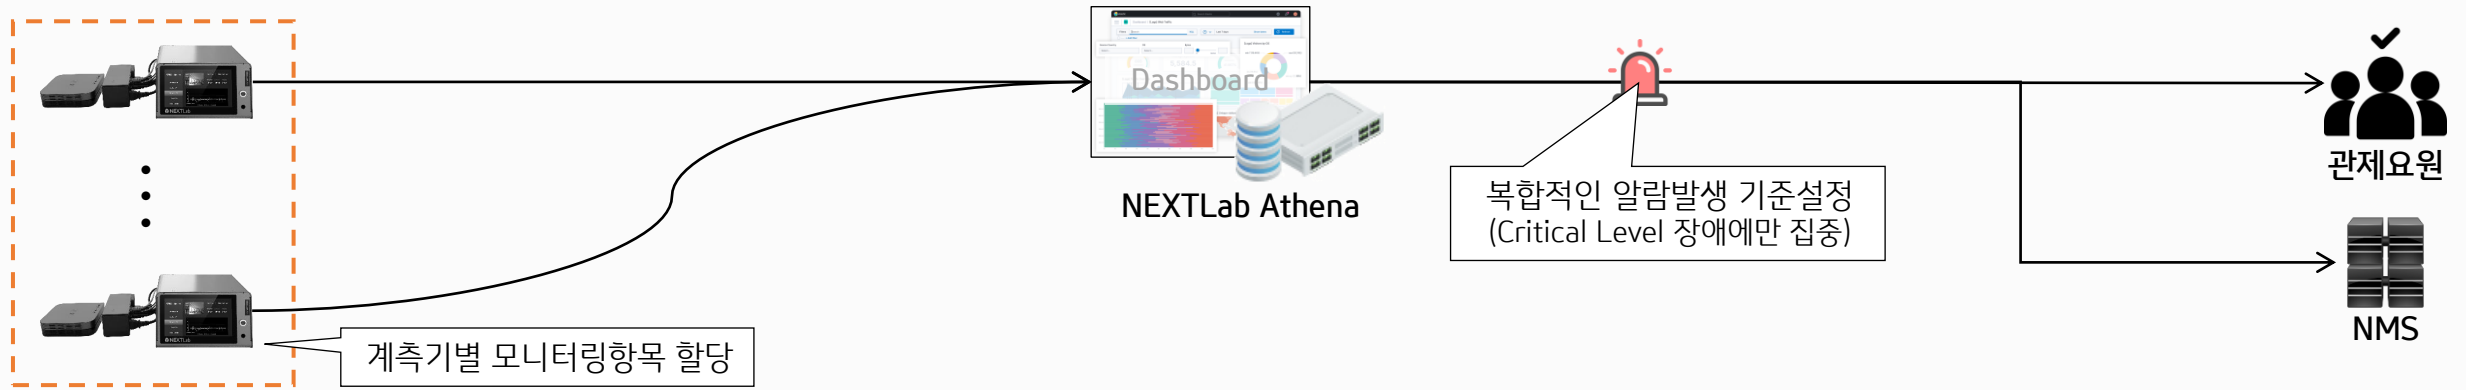 NEXTLab
Dashboard
NEXTLab Athena
복합적인 알람발생 기준설정
(Critical Level 장애에만 집중)
관제요원
NMS
NEXTLab
계측기별 모니터링항목 할당